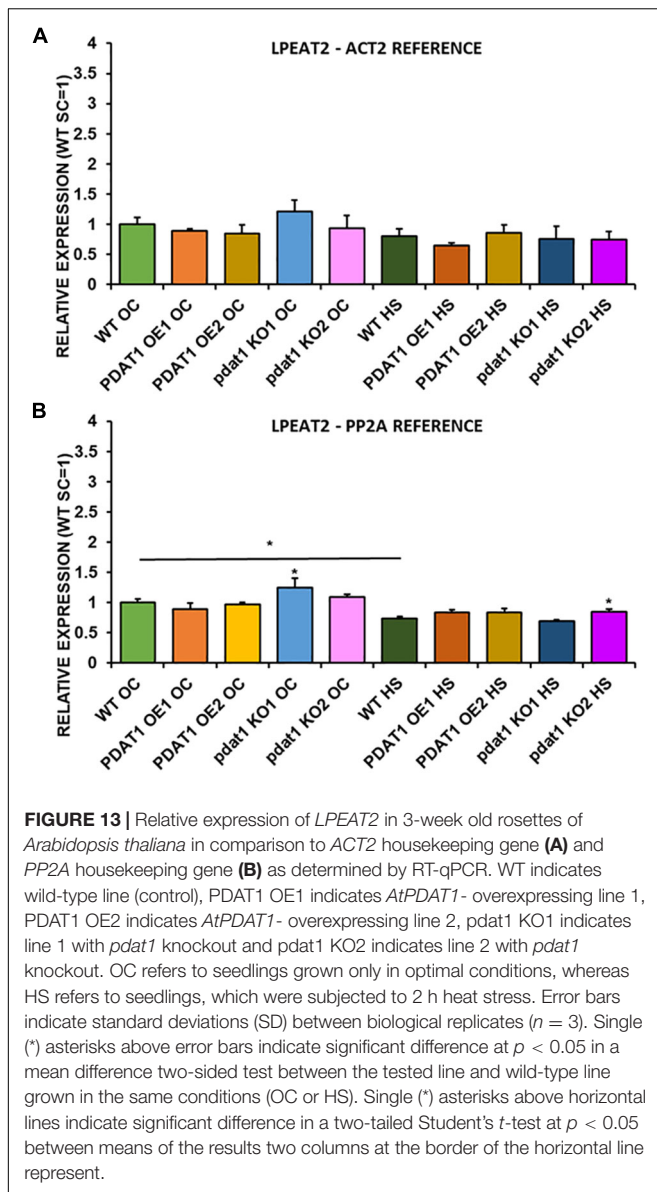 A
LPEAT2 - ACT2 REFERENCE
RELATIVE EXPRESSION (WT SC=1)
4
3.5
3
2.5
2
1.5
1
0.5
0
WT OC
PDAT1 OE1 OC
PDAT1 OE2 OC
pdat1 KO1 OC
pdat1 KO2 OC
WT HS
PDAT1 OE1 HS
PDAT1 OE2 HS
pdat1 KO1 HS
pdat1 KO2 HS
B
LPEAT2 - PP2A REFERENCE
RELATIVE EXPRESSION (WT SC=1)
4
3.5
3
2.5
2
1.5
1
0.5
0
*
*
*
WT OC
PDAT1 OE1 OC
PDAT1 OE2 OC
pdat1 KO1 OC
pdat1 KO2 OC
WT HS
PDAT1 OE1 HS
PDAT1 OE2 HS
pdat1 KO1 HS
pdat1 KO2 HS
FIGURE 13 | Relative expression of LPEAT2 in 3-week old rosettes of
Arabidopsis thaliana in comparison to ACT2 housekeeping gene (A) and
PP2A housekeeping gene (B) as determined by RT-qPCR. WT indicates
wild-type line (control), PDAT1 OE1 indicates AtPDAT1- overexpressing line 1,
PDAT1 OE2 indicates AtPDAT1- overexpressing line 2, pdat1 KO1 indicates
line 1 with pdat1 knockout and pdat1 KO2 indicates line 2 with pdat1
knockout. OC refers to seedlings grown only in optimal conditions, whereas
HS refers to seedlings, which were subjected to 2 h heat stress. Error bars
indicate standard deviations (SD) between biological replicates (n = 3). Single
(*) asterisks above error bars indicate significant difference at p < 0.05 in a
mean difference two-sided test between the tested line and wild-type line
grown in the same conditions (OC or HS). Single (*) asterisks above horizontal
lines indicate significant difference in a two-tailed Student's t-test at p < 0.05
between means of the results two columns at the border of the horizontal line
represent.